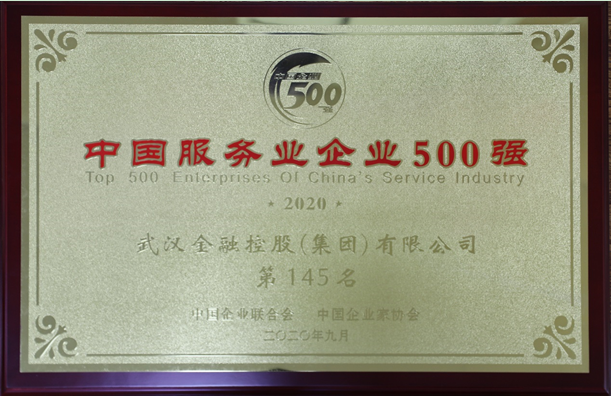 500
中国服务业企业500强
Top 500 Enterprises Of China's Service Industry
2020
武汉金融控股(集团)有限公司
第145名
中国企业联合会 中国企业家协会
二〇二〇年九月